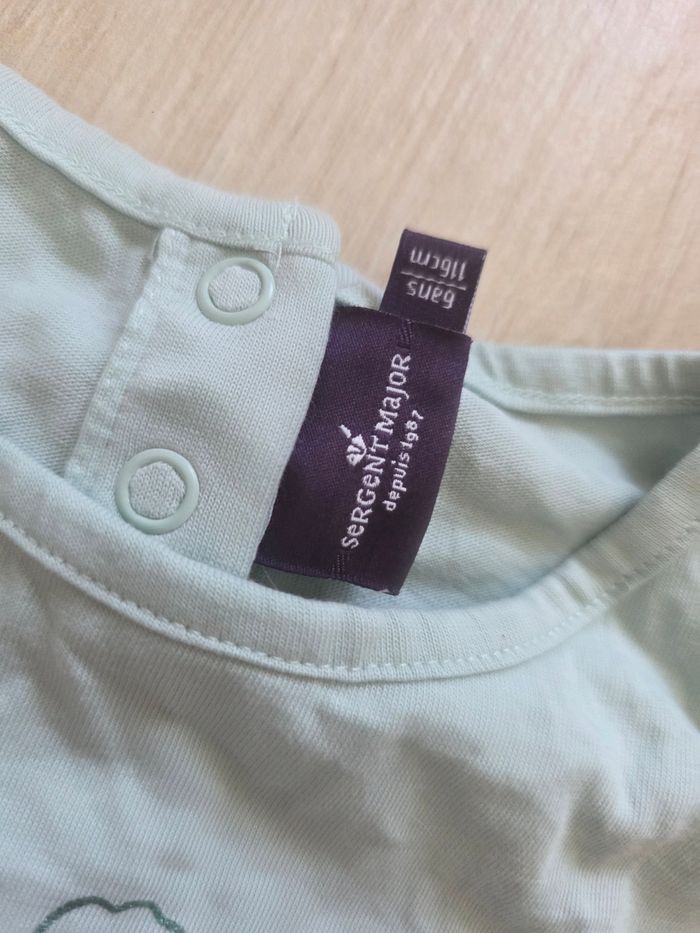 SeRGeNT MaJOR
depuis 1987
6ans
116cm